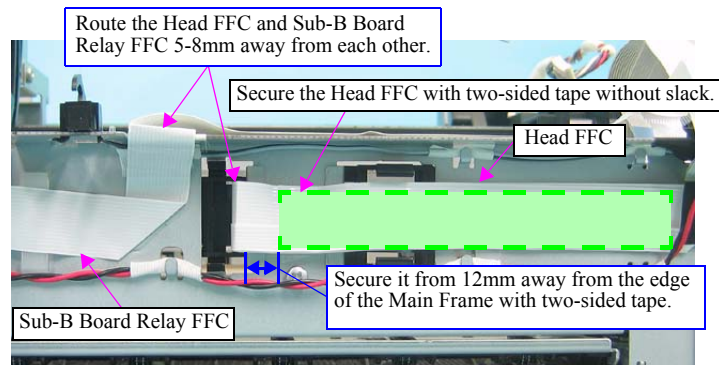 Route the Head FFC and Sub-B Board
Relay FFC 5-8mm away from each other.
Secure the Head FFC with two-sided tape without slack.
Head FFC
Secure it from 12mm away from the edge
of the Main Frame with two-sided tape.
Sub-B Board Relay FFC